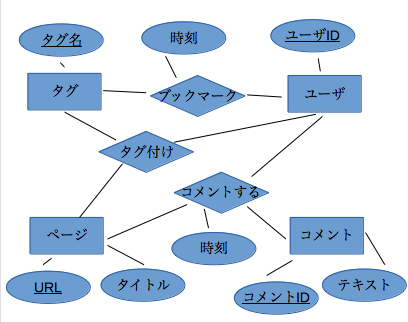 タグ名
時刻
ユーザID
タグ
ブックマーク
ユーザ
タグ付け
コメントする
ページ
時刻
コメント
URL
タイトル
コメントID
テキスト